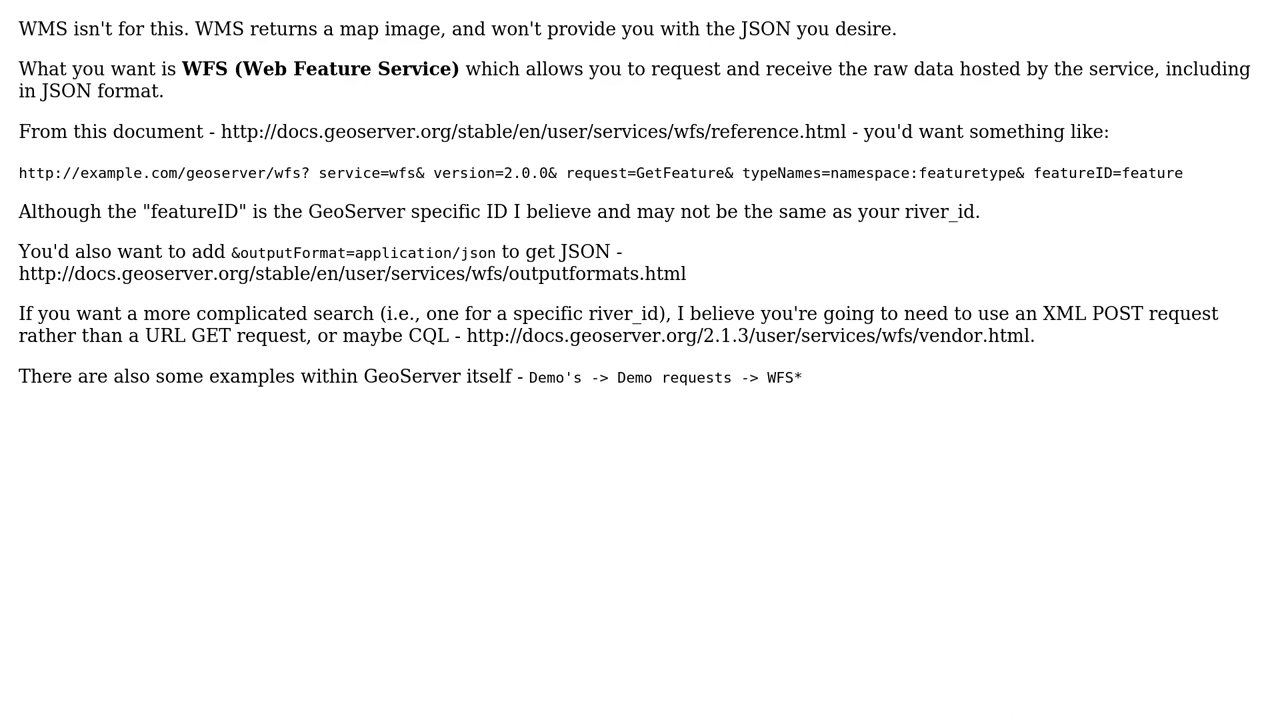 WMS isn't for this. WMS returns a map image, and won't provide you with the JSON you desire.
What you want is WFS (Web Feature Service) which allows you to request and receive the raw data hosted by the service, including
in JSON format.
From this document - http://docs.geoserver.org/stable/en/user/services/wfs/reference.html - you'd want something like:
http://example.com/geoserver/wfs? service=wfs& version=2.0.0& request=GetFeature& typeNames=namespace:featuretype& featureID=feature
Although the "featureID" is the GeoServer specific ID I believe and may not be the same as your river_id.
You'd also want to add &outputFormat=application/json to get JSON -
http://docs.geoserver.org/stable/en/user/services/wfs/outputformats.html
If you want a more complicated search (i.e., one for a specific river_id), I believe you're going to need to use an XML POST request
rather than a URL GET request, or maybe CQL - http://docs.geoserver.org/2.1.3/user/services/wfs/vendor.html.
There are also some examples within GeoServer itself - Demo's -> Demo requests -> WFS*